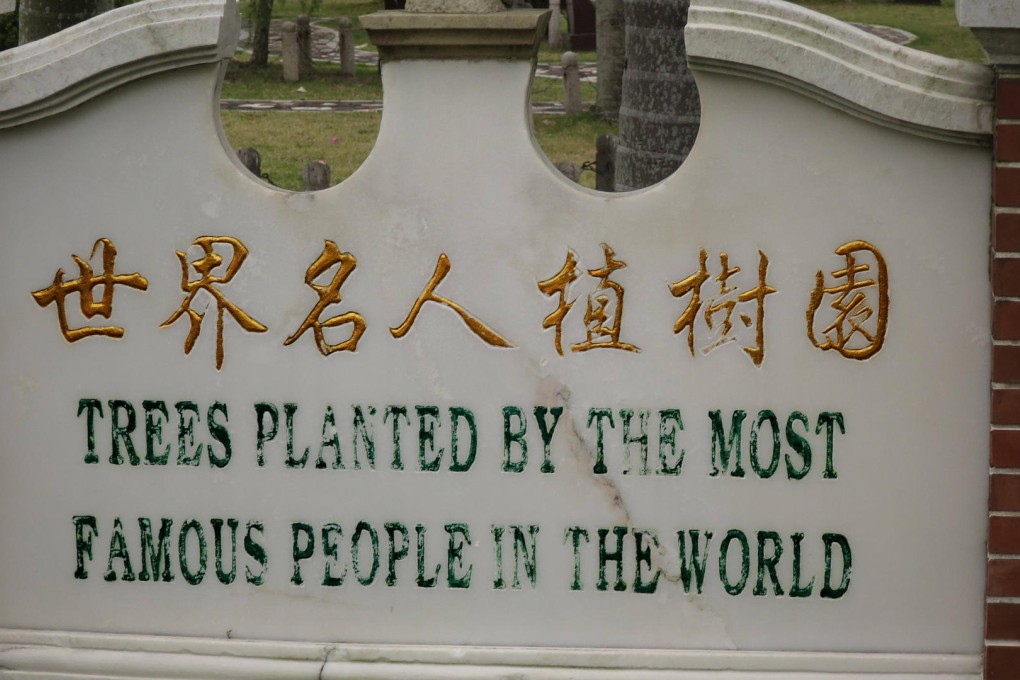 世界名人植樹園
TREES PLANTED BY THE MOST
FAMOUS PEOPLE IN THE WORLD